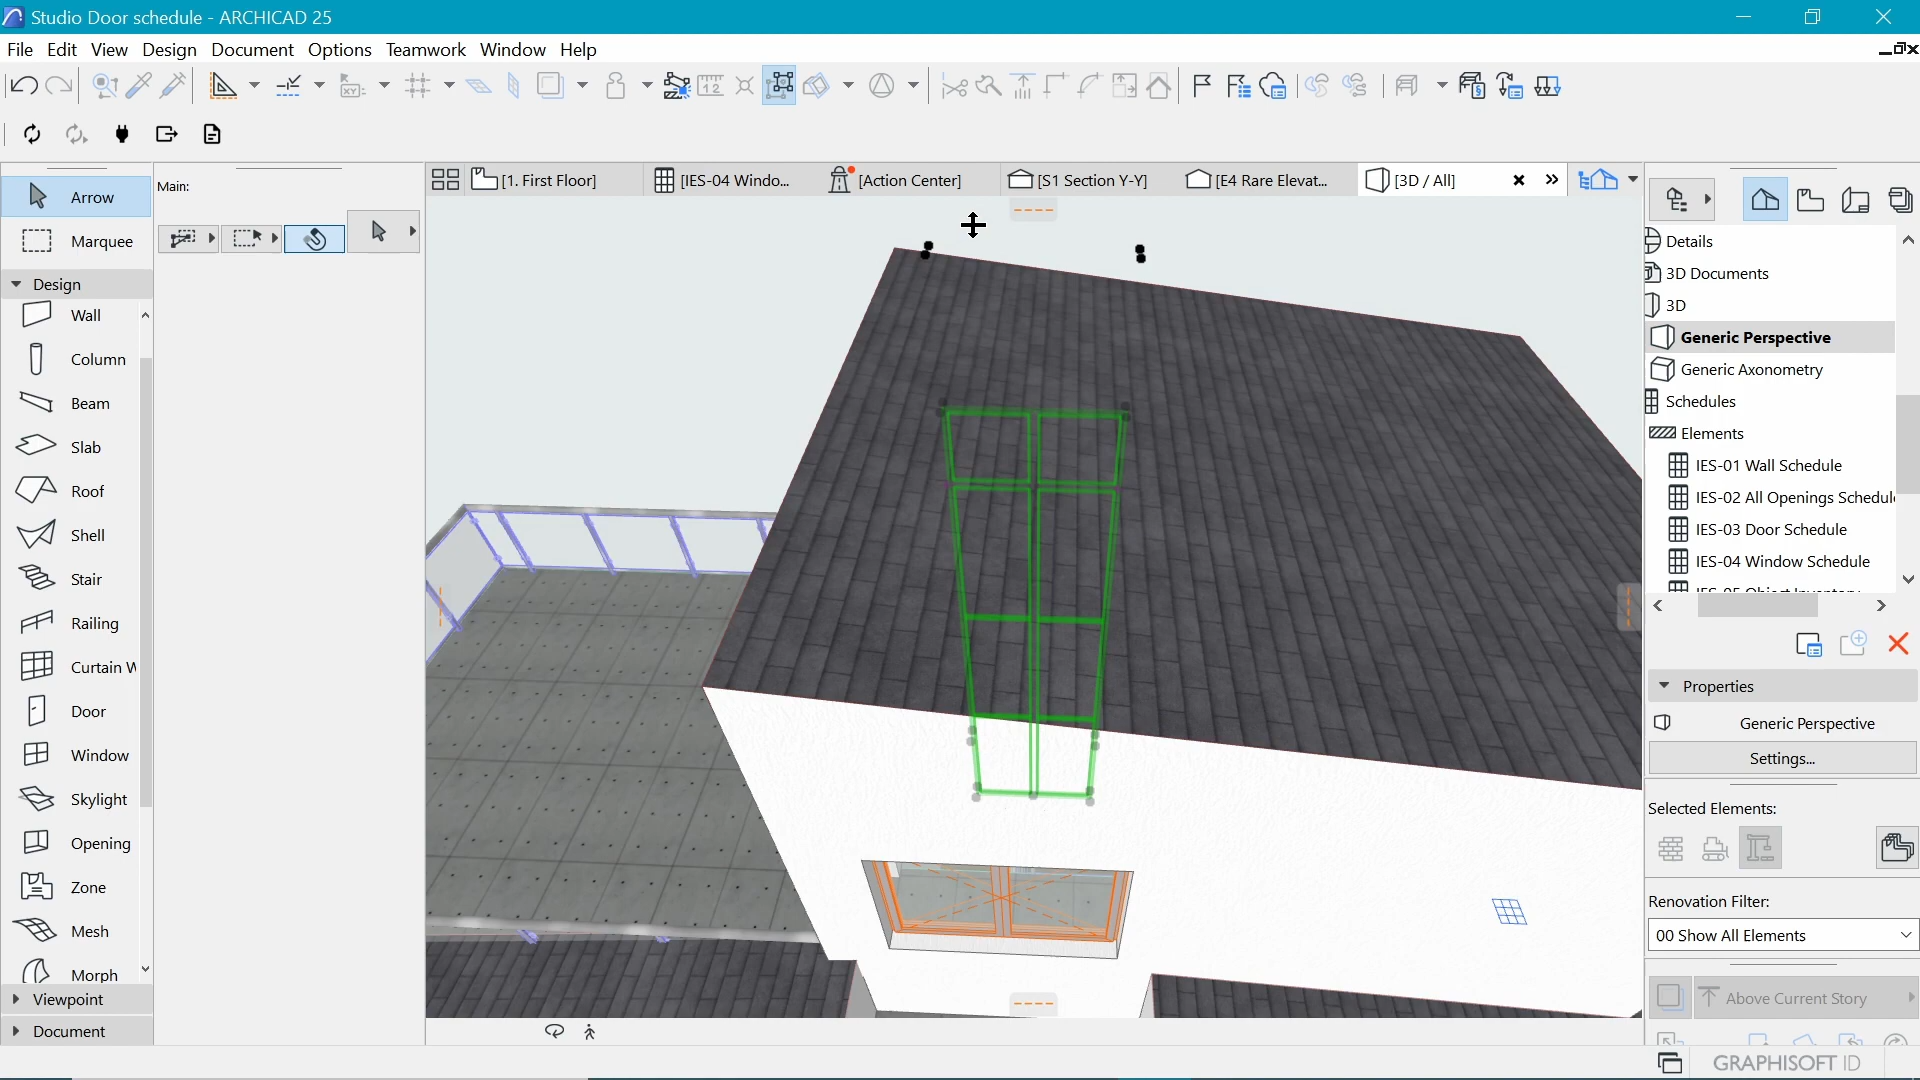 Studio Door schedule - ARCHICAD 25
File Edit View Design Document Options Teamwork Window Help
Main:
Arrow
Marquee
Design
Wall
Column
Beam
Slab
Roof
Shell
Stair
Railing
Curtain W
Door
Window
Skylight
Opening
Zone
Mesh
Morph
Viewpoint
Document
[1. First Floor] [IES-04 Windo... [Action Center] [S1 Section Y-Y] [E4 Rare Elevat... [3D / All]
Details
3D Documents
3D
Generic Perspective
Generic Axonometry
Schedules
Elements
IES-01 Wall Schedule
IES-02 All Openings Schedul
IES-03 Door Schedule
IES-04 Window Schedule
Properties
Generic Perspective
Settings...
Selected Elements:
Renovation Filter:
00 Show All Elements
Above Current Story
GRAPHISOFT ID